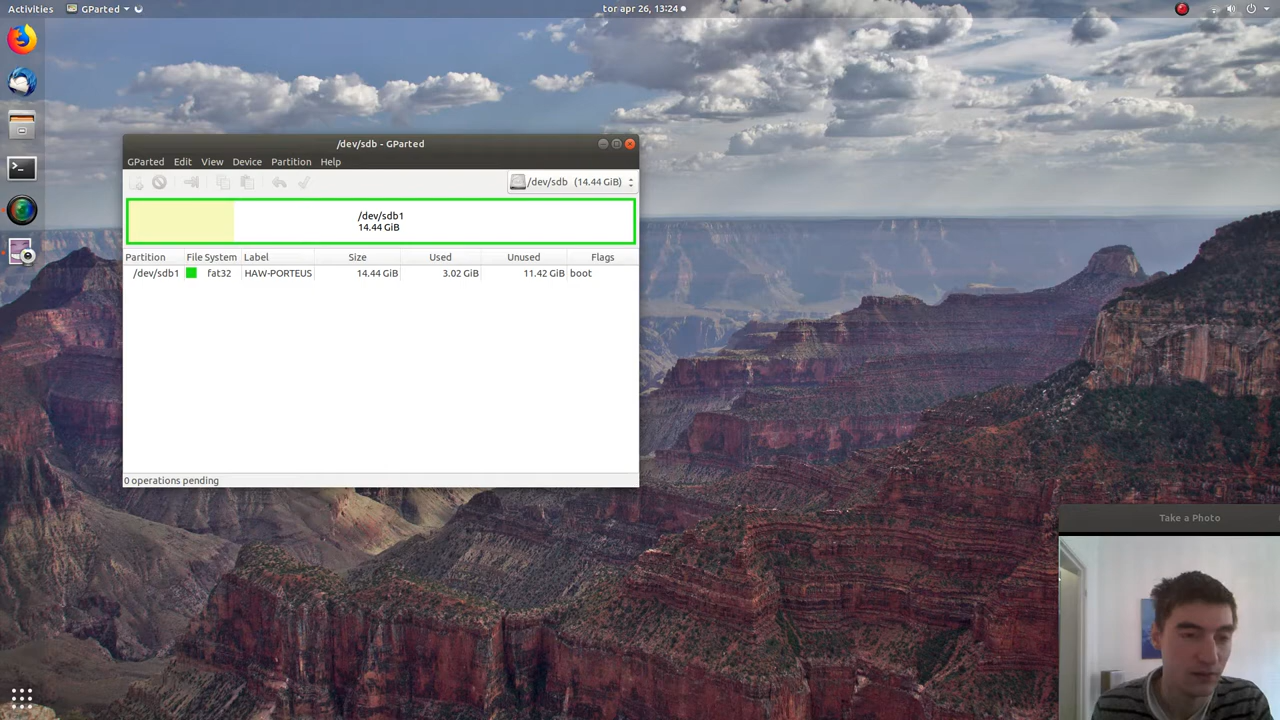 Activities GParted tor apr 26, 13:24
/dev/sdb - GParted
GParted Edit View Device Partition Help
/dev/sdb (14.44 GiB)
/dev/sdb1
14.44 GiB
Partition File System Label Size Used Unused Flags
/dev/sdb1 fat32 HAW-PORTEUS 14.44 GiB 3.02 GiB 11.42 GiB boot
0 operations pending
Take a Photo